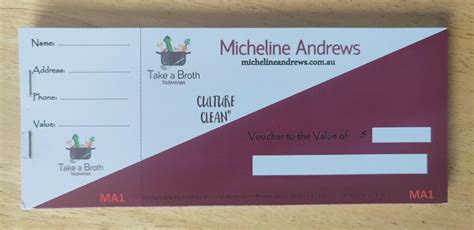 Name:
Address:
Phone:
Value:
Take a Broth
TASMANIA
MA1
Take a Broth
TASMANIA
Micheline Andrews
michelineandrews.com.au
CULTURE
CLEAN®
Voucher to the Value of $
MA1